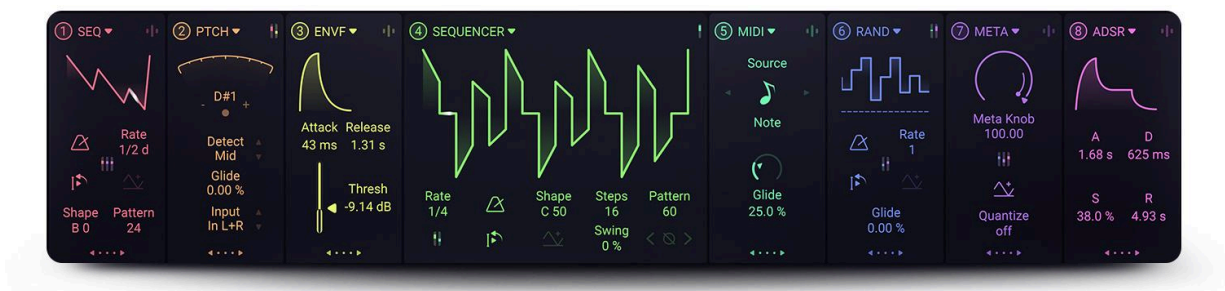 1 SEQ
Rate
1/2 d
Shape Pattern
B 0 24
2 PTCH
D#1
- +
Detect
Mid
Glide
0.00 %
Input
In L+R
3 ENVF
Attack Release
43 ms 1.31 s
Thresh
-9.14 dB
4 SEQUENCER
Rate Shape Steps Pattern
1/4 C 50 16 60
Swing
0 %
5 MIDI
Source
Note
Glide
25.0 %
6 RAND
Rate
1
Glide
0.00 %
7 META
Meta Knob
100.00
Quantize
off
8 ADSR
A D
1.68 s 625 ms
S R
38.0 % 4.93 s